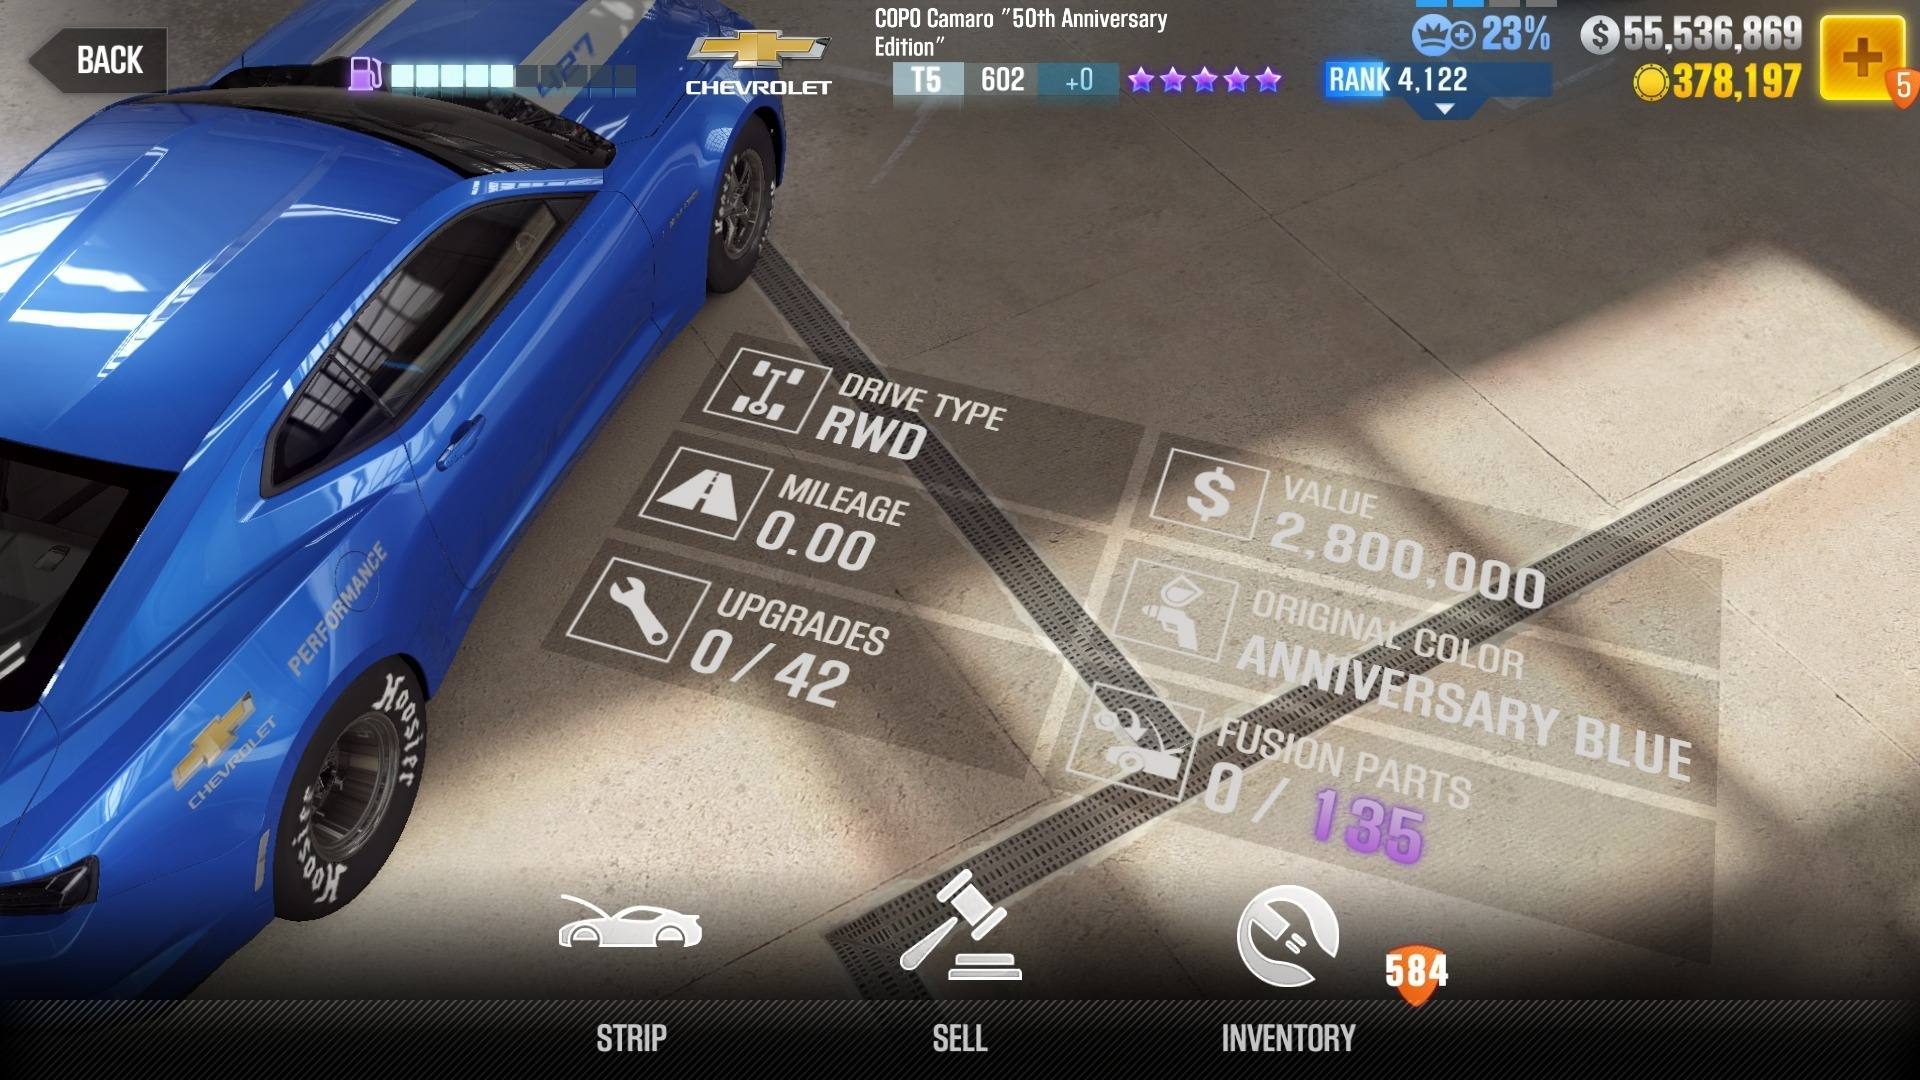 BACK
427
CHEVROLET
COPO Camaro "50th Anniversary
Edition"
T5 602 +0
23%
RANK 4,122
$ 55,536,869
378,197
5
DRIVE TYPE
RWD
MILEAGE
0.00
UPGRADES
0/42
$ VALUE
2,800,000
ORIGINAL COLOR
ANNIVERSARY BLUE
FUSION PARTS
0/ 135
PERFORMANCE
CHEVROLET
Hoosier
Hoosier
STRIP
SELL
INVENTORY
584